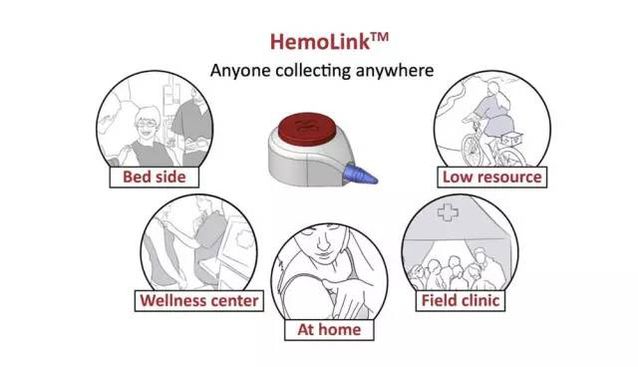 HemoLink™
Anyone collecting anywhere
Bed side
Low resource
Wellness center
At home
Field clinic